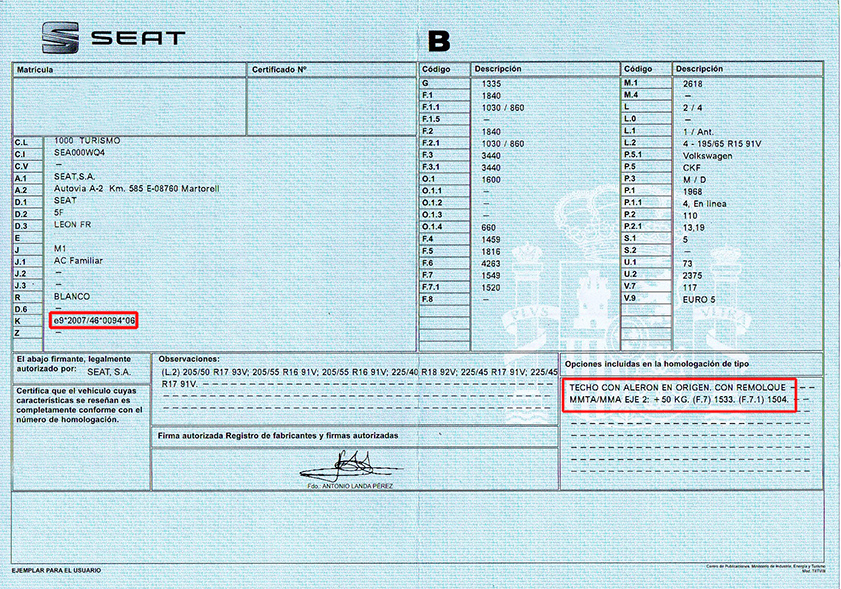 SEAT
B
Matrícula
Certificado Nº
C.L 1000 TURISMO
C.I SEA000WQ4
C.V –
A.1 SEAT,S.A.
A.2 Autovia A-2 Km. 585 E-08760 Martorell
D.1 SEAT
D.2 5F
D.3 LEON FR
E
J M1
J.1 AC Familiar
J.2 –
J.3 –
R BLANCO
D.6 –
K e9*2007/46*0094*06
Z –
Código Descripción
G 1335
F.1 1840
F.1.1 1030 / 860
F.1.5 –
F.2 1840
F.2.1 1030 / 860
F.3 3440
F.3.1 3440
O.1 1600
O.1.1 –
O.1.2 –
O.1.3 –
O.1.4 660
F.4 1459
F.5 1816
F.6 4263
F.7 1549
F.7.1 1520
F.8 –
Código Descripción
M.1 2618
M.4 –
L 2 / 4
L.0 –
L.1 1 / Ant.
L.2 4 - 195/65 R15 91V
P.5.1 Volkswagen
P.5 CKF
P.3 M / D
P.1 1968
P.1.1 4, En linea
P.2 110
P.2.1 13,19
S.1 5
S.2 –
U.1 73
U.2 2375
V.7 117
V.9 EURO 5
PLUS VLTRA
El abajo firmante, legalmente
autorizado por: SEAT, S.A.
Certifica que el vehículo cuyas
características se reseñan es
completamente conforme con el
número de homologación.
Observaciones:
(L.2) 205/50 R17 93V; 205/55 R16 91V; 205/55 R16 91V; 225/40 R18 92V; 225/45 R17 91V; 225/45
R17 91V.
Firma autorizada Registro de fabricantes y firmas autorizadas
Fdo.: ANTONIO LANDA PÉREZ
Opciones incluidas en la homologación de tipo
TECHO CON ALERON EN ORIGEN. CON REMOLQUE
MMTA/MMA EJE 2: +50 KG. (F.7) 1533. (F.7.1) 1504.
EJEMPLAR PARA EL USUARIO
Centro de Publicaciones. Ministerio de Industria, Energía y Turismo